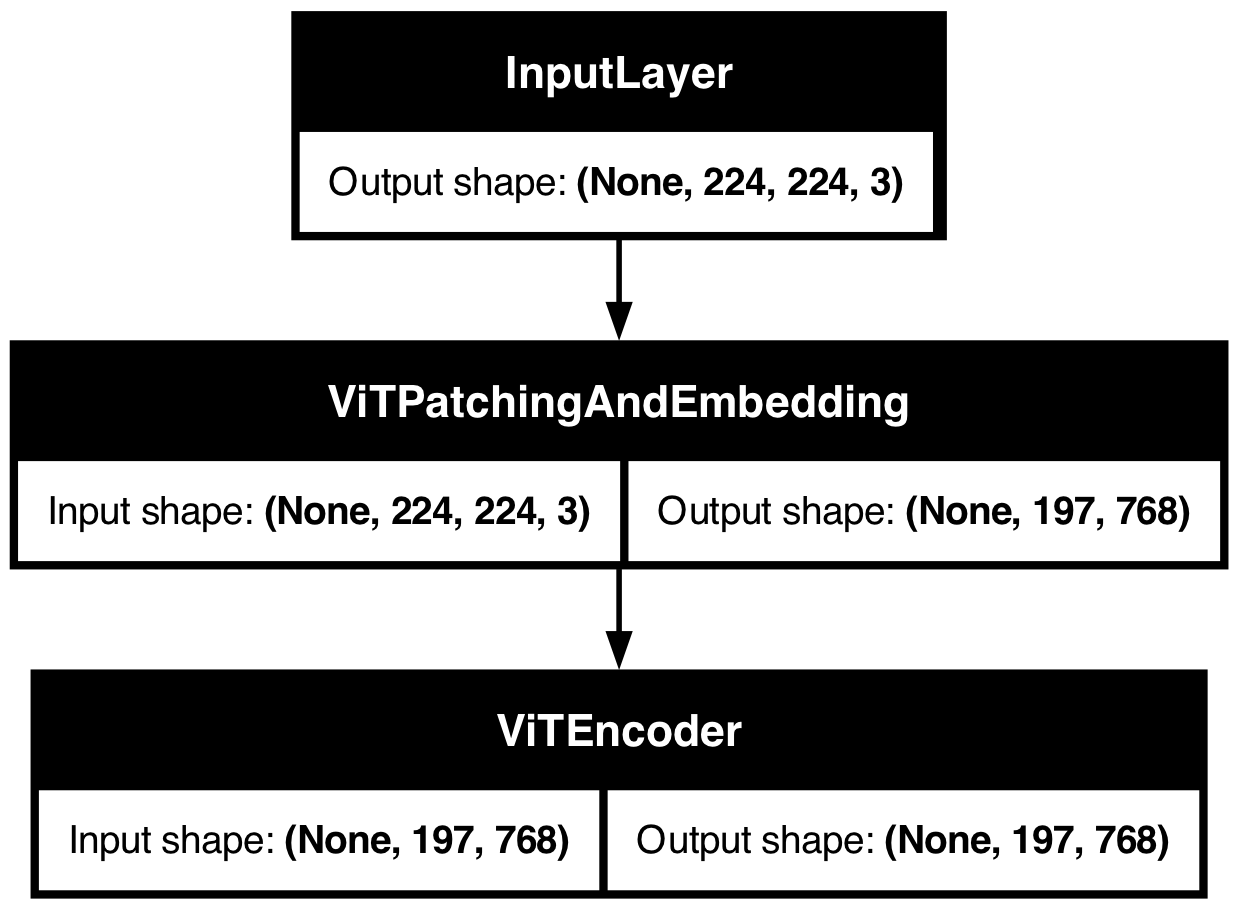 InputLayer
Output shape: (None, 224, 224, 3)
ViTPatchingAndEmbedding
Input shape: (None, 224, 224, 3)
Output shape: (None, 197, 768)
ViTEncoder
Input shape: (None, 197, 768)
Output shape: (None, 197, 768)